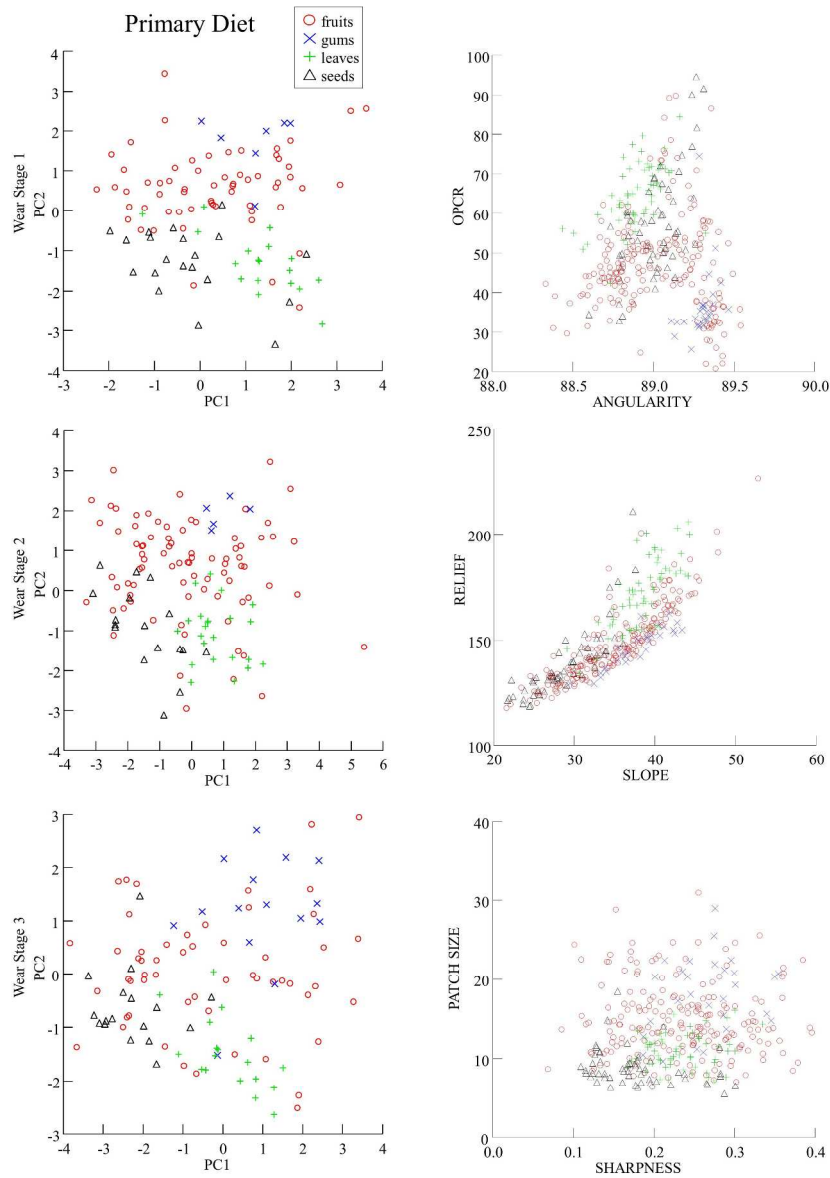 Primary Diet
fruits
gums
leaves
seeds
Wear Stage 1
PC2
4
3
2
1
0
-1
-2
-3
-4
-3 -2 -1 0 1 2 3 4
PC1
OPCR
100
90
80
70
60
50
40
30
20
88.0 88.5 89.0 89.5 90.0
ANGULARITY
Wear Stage 2
PC2
4
3
2
1
0
-1
-2
-3
-4
-4 -3 -2 -1 0 1 2 3 4 5 6
PC1
RELIEF
250
200
150
100
20 30 40 50 60
SLOPE
Wear Stage 3
PC2
3
2
1
0
-1
-2
-3
-4 -3 -2 -1 0 1 2 3 4
PC1
PATCH SIZE
40
30
20
10
0
0.0 0.1 0.2 0.3 0.4
SHARPNESS